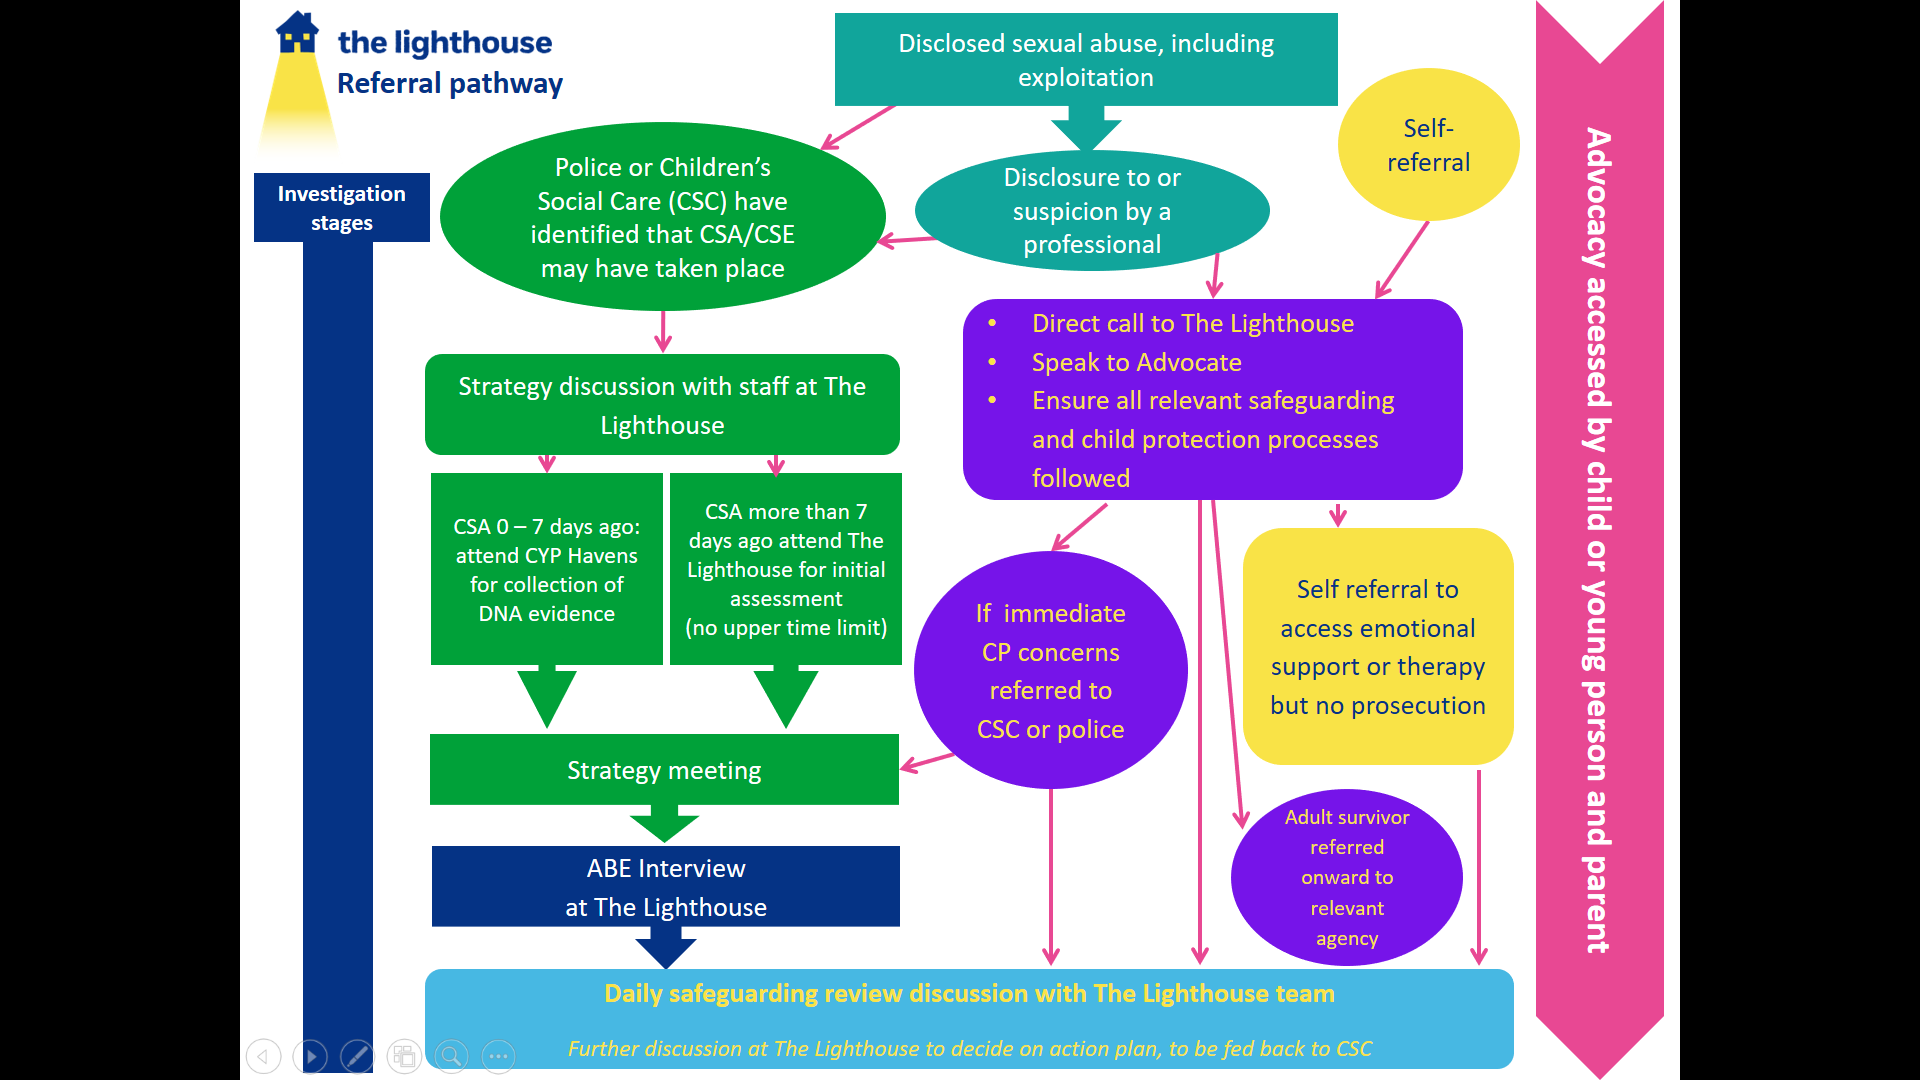 the lighthouse
Referral pathway
Disclosed sexual abuse, including
exploitation
Self-
referral
Police or Children’s
Social Care (CSC) have
identified that CSA/CSE
may have taken place
Disclosure to or
suspicion by a
professional
Investigation
stages
• Direct call to The Lighthouse
• Speak to Advocate
• Ensure all relevant safeguarding
and child protection processes
followed
Strategy discussion with staff at The
Lighthouse
CSA 0 – 7 days ago:
attend CYP Havens
for collection of
DNA evidence
CSA more than 7
days ago attend The
Lighthouse for initial
assessment
(no upper time limit)
If immediate
CP concerns
referred to
CSC or police
Self referral to
access emotional
support or therapy
but no prosecution
Strategy meeting
Adult survivor
referred
onward to
relevant
agency
ABE Interview
at The Lighthouse
Daily safeguarding review discussion with The Lighthouse team
Further discussion at The Lighthouse to decide on action plan, to be fed back to CSC
Advocacy accessed by child or young person and parent